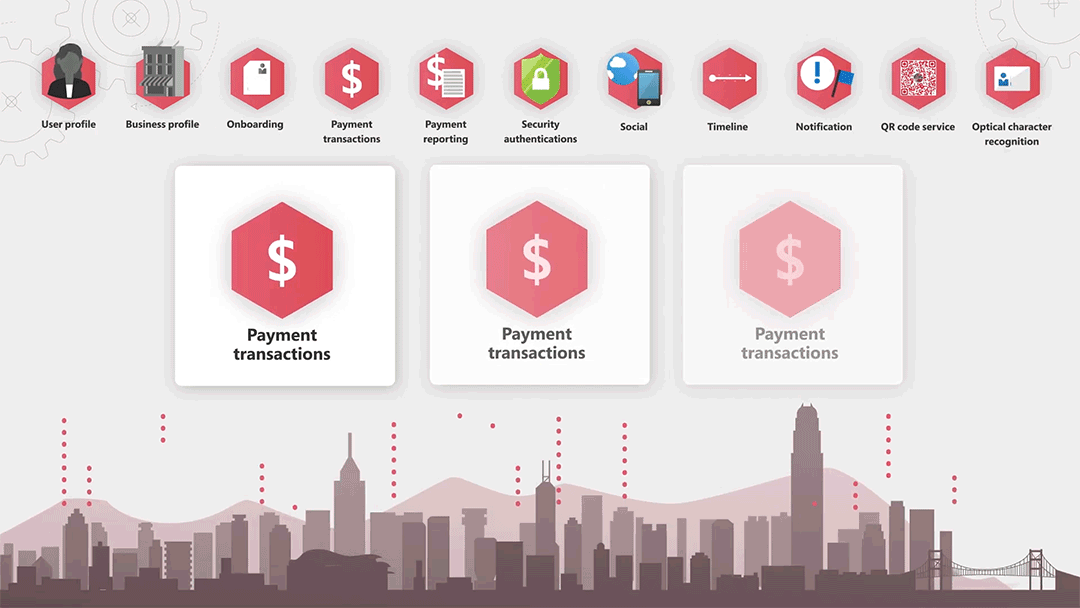 User profile
Business profile
Onboarding
Payment
transactions
Payment
reporting
Security
authentications
Social
Timeline
Notification
QR code service
Optical character
recognition
$
Payment
transactions
$
Payment
transactions
$
Payment
transactions